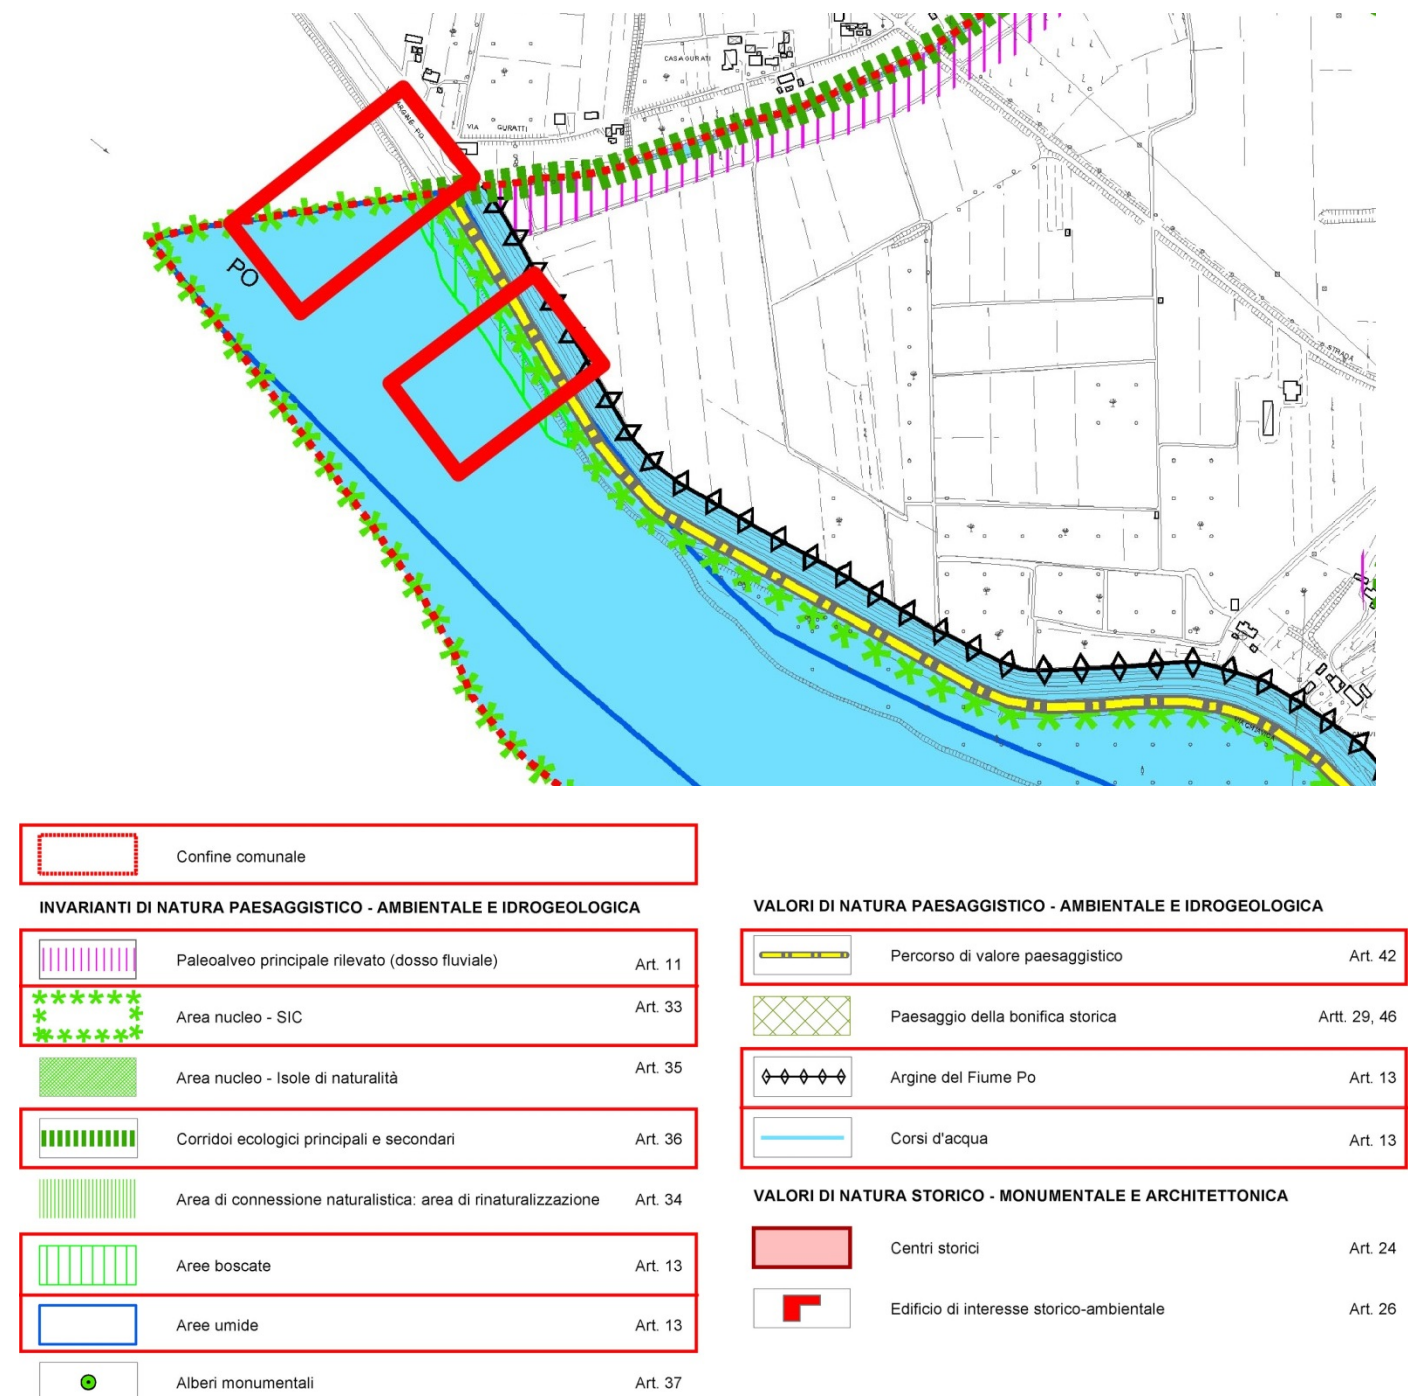 CASA GURATI
ARGINE PO
VIA GURATTI
PO
STRADA
Confine comunale
INVARIANTI DI NATURA PAESAGGISTICO - AMBIENTALE E IDROGEOLOGICA
Paleoalveo principale rilevato (dosso fluviale) Art. 11
Area nucleo - SIC Art. 33
Area nucleo - Isole di naturalità Art. 35
Corridoi ecologici principali e secondari Art. 36
Area di connessione naturalistica: area di rinaturalizzazione Art. 34
Aree boscate Art. 13
Aree umide Art. 13
Alberi monumentali Art. 37
VALORI DI NATURA PAESAGGISTICO - AMBIENTALE E IDROGEOLOGICA
Percorso di valore paesaggistico Art. 42
Paesaggio della bonifica storica Artt. 29, 46
Argine del Fiume Po Art. 13
Corsi d'acqua Art. 13
VALORI DI NATURA STORICO - MONUMENTALE E ARCHITETTONICA
Centri storici Art. 24
Edificio di interesse storico-ambientale Art. 26